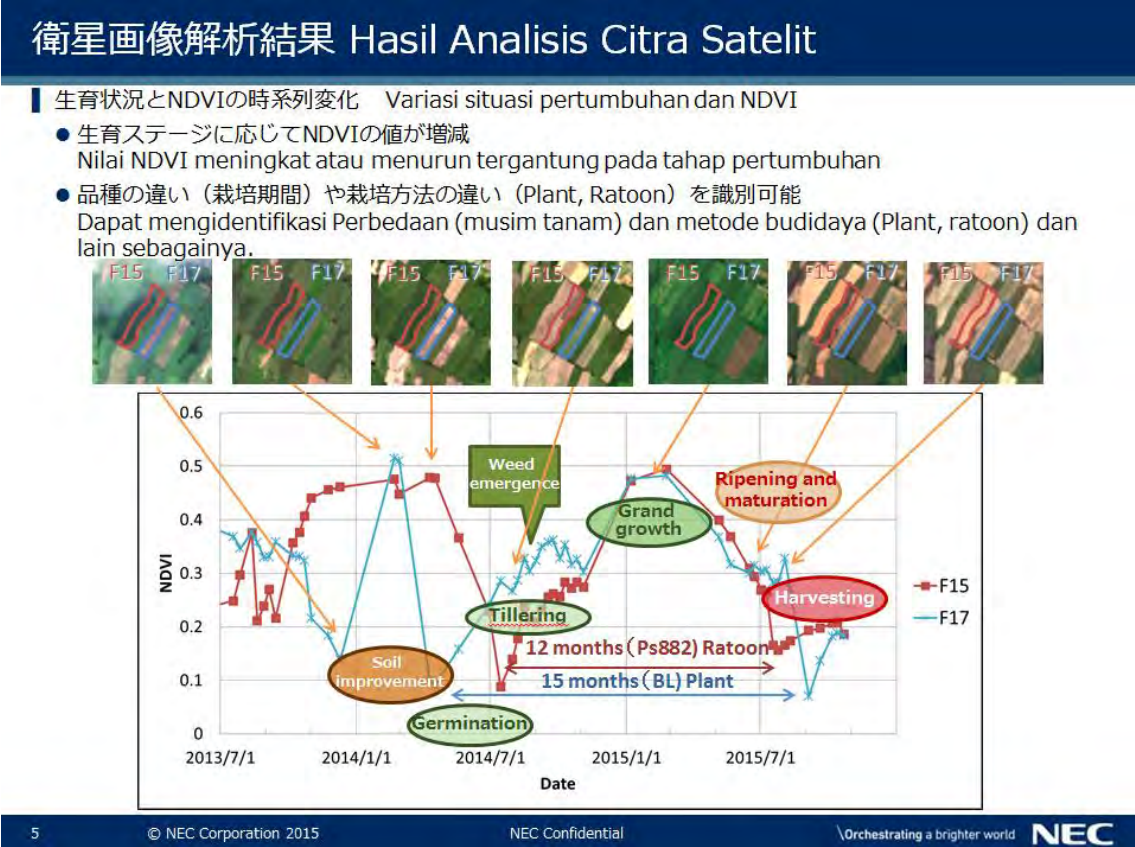 衛星画像解析結果 Hasil Analisis Citra Satelit
生育状況とNDVIの時系列変化 Variasi situasi pertumbuhan dan NDVI
● 生育ステージに応じてNDVIの値が増減
Nilai NDVI meningkat atau menurun tergantung pada tahap pertumbuhan
● 品種の違い（栽培期間）や栽培方法の違い（Plant, Ratoon）を識別可能
Dapat mengidentifikasi Perbedaan (musim tanam) dan metode budidaya (Plant, ratoon) dan
lain sebagainya.
F15 F17 F15 F17 F15 F17 F15 F17 F15 F17 F15 F17 F15 F17
0.6
0.5
0.4
0.3
0.2
0.1
0
NDVI
Weed
emergence
Grand
growth
Ripening and
maturation
Tillering
Harvesting
12 months（Ps882) Ratoon
Soil
improvement
15 months（BL) Plant
Germination
F15
F17
2013/7/1 2014/1/1 2014/7/1 2015/1/1 2015/7/1
Date
5 © NEC Corporation 2015 NEC Confidential \Orchestrating a brighter world NEC